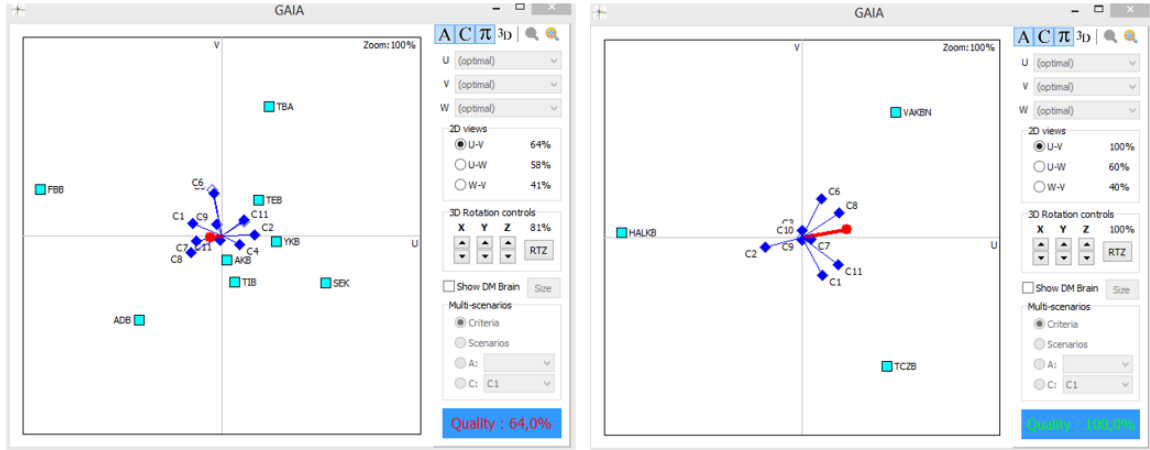 GAIA
A C π 3D
V
Zoom: 100%
TBA
FBB
C6
TEB
C1 C9
C11
C2
U
C7 C11
C4
YKB
C8
AKB
TIB
SEK
ADB
U (optimal)
V (optimal)
W (optimal)
2D views
U-V 64%
U-W 58%
W-V 41%
3D Rotation controls
X Y Z 81%
RTZ
Show DM Brain Size
Multi-scenarios
Criteria
Scenarios
A:
C: C1
Quality : 64,0%
GAIA
A C π 3D
V
Zoom: 100%
VAKBN
C6
C8
C3
HALKB
C10
U
C2
C9
C7
C11
C1
TCZB
U (optimal)
V (optimal)
W (optimal)
2D views
U-V 100%
U-W 60%
W-V 40%
3D Rotation controls
X Y Z 100%
RTZ
Show DM Brain Size
Multi-scenarios
Criteria
Scenarios
A:
C: C1
Quality : 100,0%